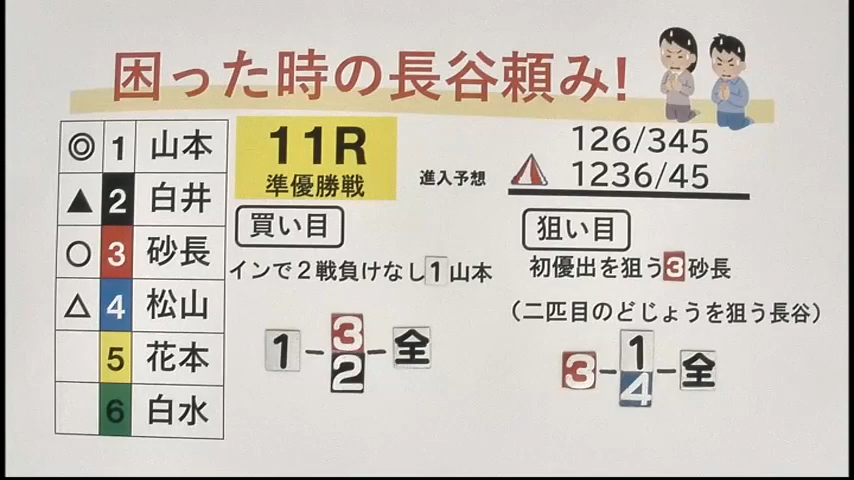 困った時の長谷頼み!
◎ 1 山本
▲ 2 白井
○ 3 砂長
△ 4 松山
5 花本
6 白水
11R
準優勝戦
進入予想
126/345
1236/45
買い目
インで2戦負けなし1山本
1-3-全
2
狙い目
初優出を狙う3砂長
(二匹目のどじょうを狙う長谷)
3-1-全
4